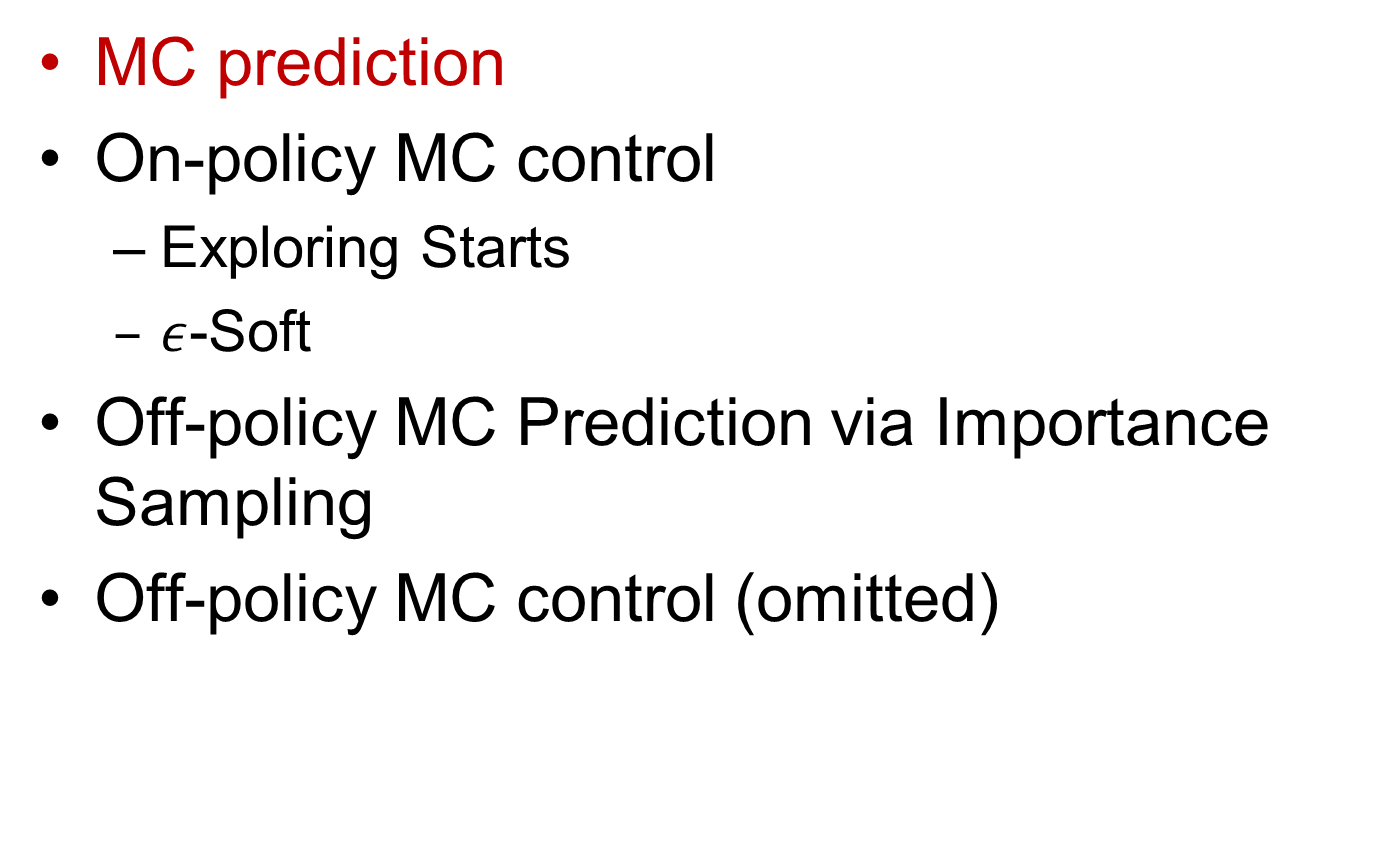 • MC prediction
• On-policy MC control
– Exploring Starts
– ϵ-Soft
• Off-policy MC Prediction via Importance
Sampling
• Off-policy MC control (omitted)